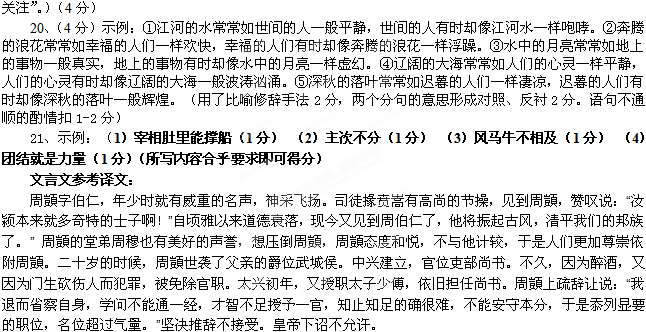 关注”。）（4 分）
20、（4 分）示例：①江河的水常常如世间的人一般平静，世间的人有时却像江河水一样咆哮。②奔腾
的浪花常常如幸福的人们一样欢快，幸福的人们有时却像奔腾的浪花一样浮躁。③水中的月亮常常如地上
的事物一般真实，地上的事物有时却像水中的月亮一样虚幻。④辽阔的大海常常如人们的心灵一样平静，
人们的心灵有时却像辽阔的大海一般波涛汹涌。⑤深秋的落叶常常如迟暮的人们一样凄凉，迟暮的人们有
时却像深秋的落叶一般辉煌。（用了比喻修辞手法 2 分，两个分句的意思形成对照、反衬 2 分。语句不通
顺的酌情扣 1-2 分）
21、示例：（1）宰相肚里能撑船（1 分） （2）主次不分（1 分） （3）风马牛不相及（1 分） （4）
团结就是力量（1 分）（所写内容合乎要求即可得分）
文言文参考译文：
周顗字伯仁，年少时就有威重的名声，神采飞扬。司徒掾贲嵩有高尚的节操，见到周顗，赞叹说：“汝
颍本来就多奇特的士子啊！”自顷雅以来道德衰落，现今又见到周伯仁了，他将振起古风，清平我们的邦族
了。”周顗的堂弟周穆也有美好的声誉，想压倒周顗，周顗态度和悦，不与他计较，于是人们更加尊崇依
附周顗。二十岁的时候，周顗世袭了父亲的爵位武城侯。中兴建立，官位吏部尚书。不久，因为醉酒，又
因为门生砍伤人而犯罪，被免除官职。太兴初年，又授职太子少傅，依旧担任尚书。周顗上疏辞让说：“我
退而省察自身，学问不能通一经，才智不足授予一官，知止知足的确很难，不能安守本分，于是忝列显要
的职位，名位超过气量。”坚决推辞不接受。皇帝下诏不允许。